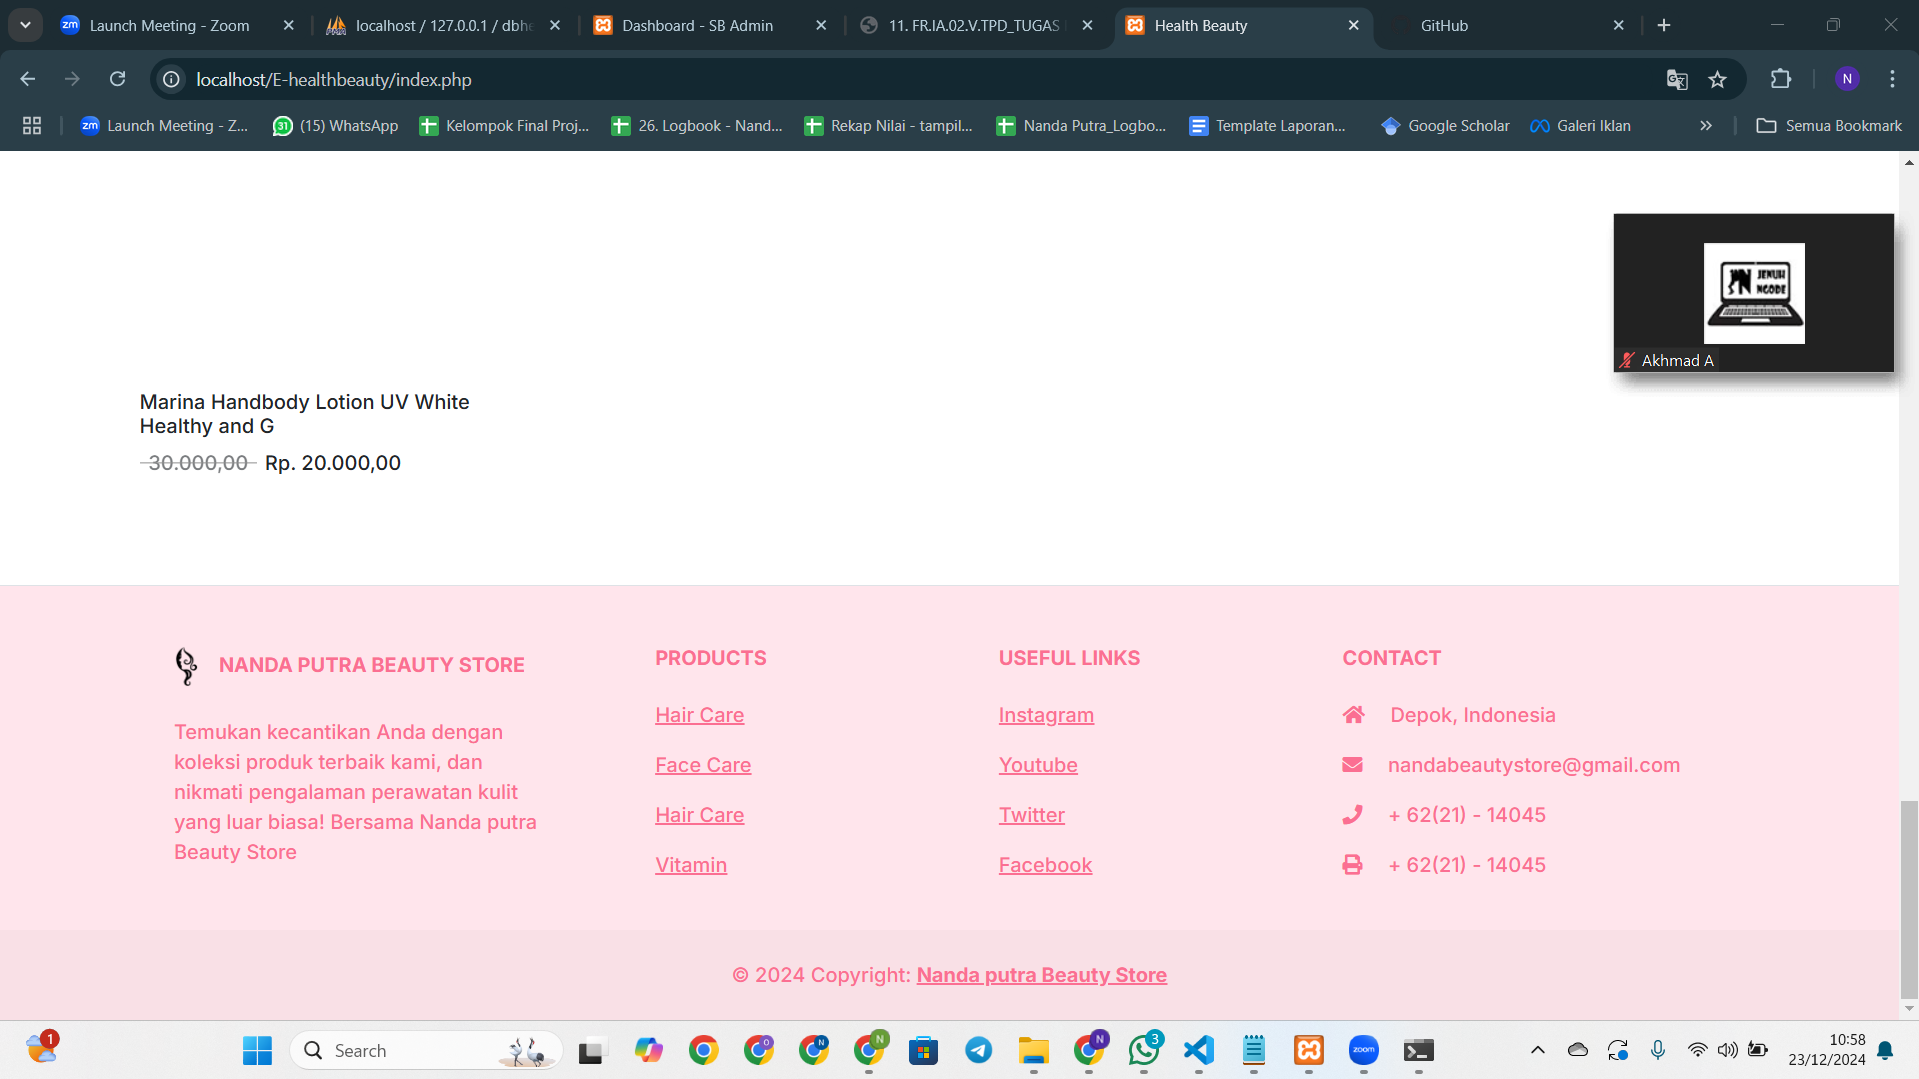 Launch Meeting - Zoom
localhost / 127.0.0.1 / dbhe
Dashboard - SB Admin
11. FR.IA.02.V.TPD_TUGAS
Health Beauty
GitHub
localhost/E-healthbeauty/index.php
N
zm Launch Meeting - Z...
31 (15) WhatsApp
Kelompok Final Proj...
26. Logbook - Nand...
Rekap Nilai - tampil...
Nanda Putra_Logbo...
Template Laporan...
Google Scholar
Galeri Iklan
Semua Bookmark
JENUH
NGODE
Akhmad A
Marina Handbody Lotion UV White
Healthy and G
30.000,00 Rp. 20.000,00
NANDA PUTRA BEAUTY STORE
Temukan kecantikan Anda dengan
koleksi produk terbaik kami, dan
nikmati pengalaman perawatan kulit
yang luar biasa! Bersama Nanda putra
Beauty Store
PRODUCTS
Hair Care
Face Care
Hair Care
Vitamin
USEFUL LINKS
Instagram
Youtube
Twitter
Facebook
CONTACT
Depok, Indonesia
nandabeautystore@gmail.com
+ 62(21) - 14045
+ 62(21) - 14045
© 2024 Copyright: Nanda putra Beauty Store
1
Search
zoom
3
10:58
23/12/2024